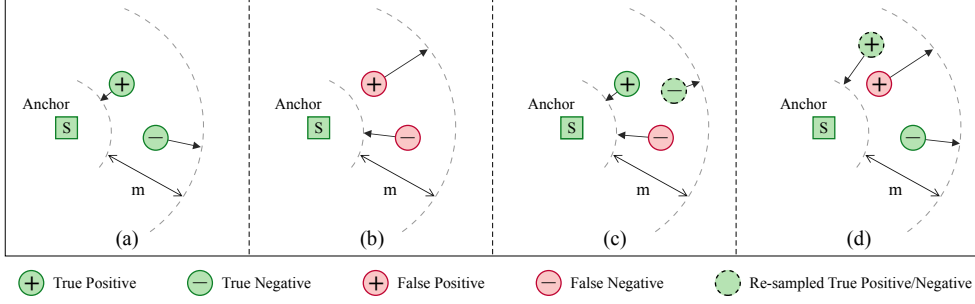 Anchor
S
+
−
m
(a)
Anchor
S
+
−
m
(b)
Anchor
S
+
−
−
m
(c)
Anchor
S
+
+
−
m
(d)
+ True Positive
− True Negative
+ False Positive
− False Negative
Re-sampled True Positive/Negative